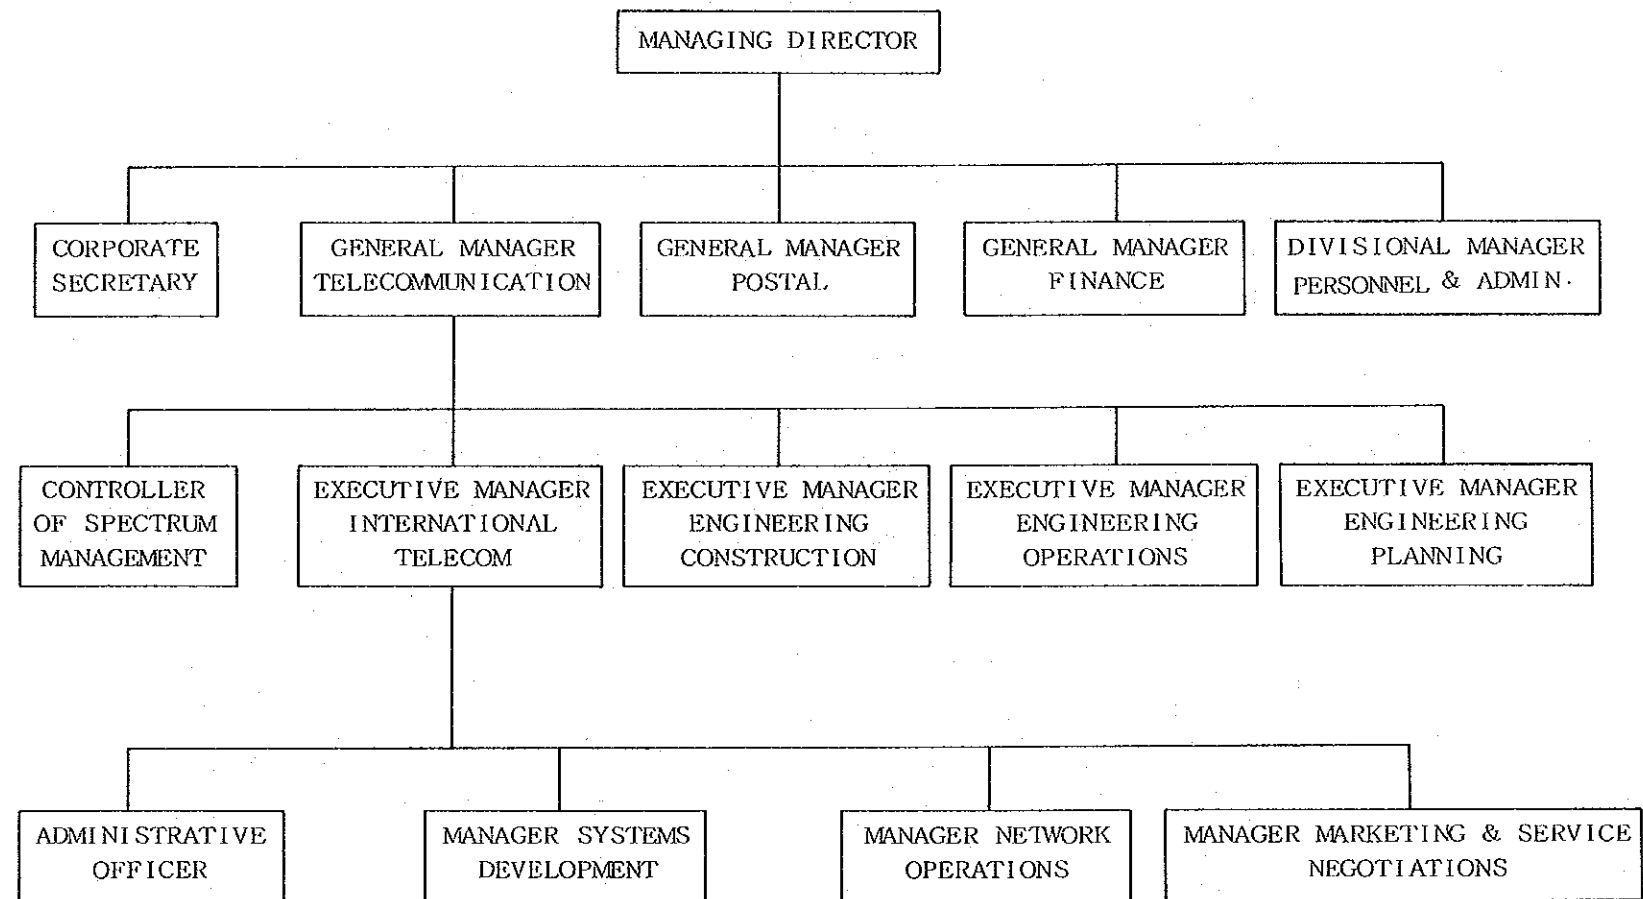 MANAGING DIRECTOR
CORPORATE
SECRETARY
GENERAL MANAGER
TELECOMMUNICATION
GENERAL MANAGER
POSTAL
GENERAL MANAGER
FINANCE
DIVISIONAL MANAGER
PERSONNEL & ADMIN.
CONTROLLER
OF SPECTRUM
MANAGEMENT
EXECUTIVE MANAGER
INTERNATIONAL
TELECOM
EXECUTIVE MANAGER
ENGINEERING
CONSTRUCTION
EXECUTIVE MANAGER
ENGINEERING
OPERATIONS
EXECUTIVE MANAGER
ENGINEERING
PLANNING
ADMINISTRATIVE
OFFICER
MANAGER SYSTEMS
DEVELOPMENT
MANAGER NETWORK
OPERATIONS
MANAGER MARKETING & SERVICE
NEGOTIATIONS